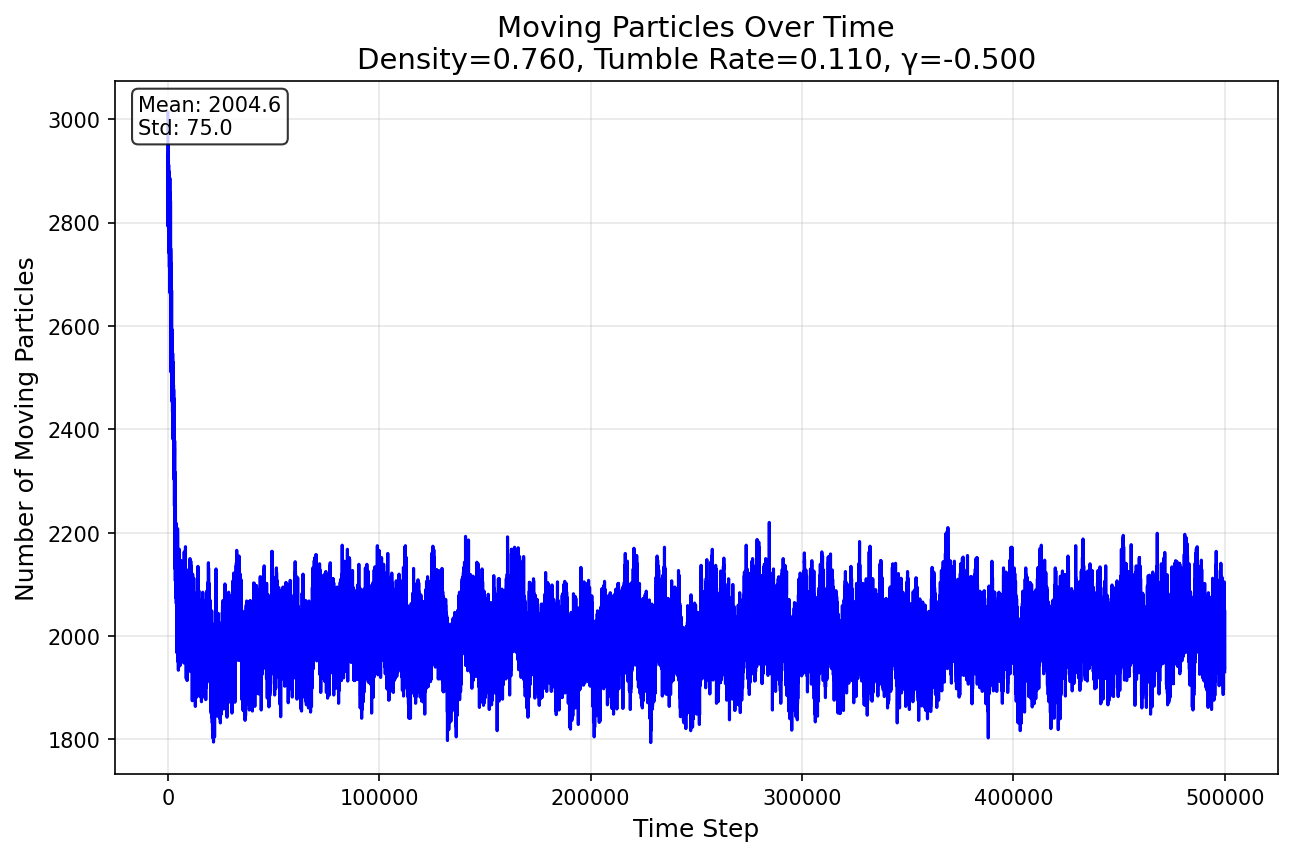 Moving Particles Over Time
Density=0.760, Tumble Rate=0.110, γ=-0.500
Mean: 2004.6
Std: 75.0
Number of Moving Particles
3000
2800
2600
2400
2200
2000
1800
0
100000
200000
300000
400000
500000
Time Step